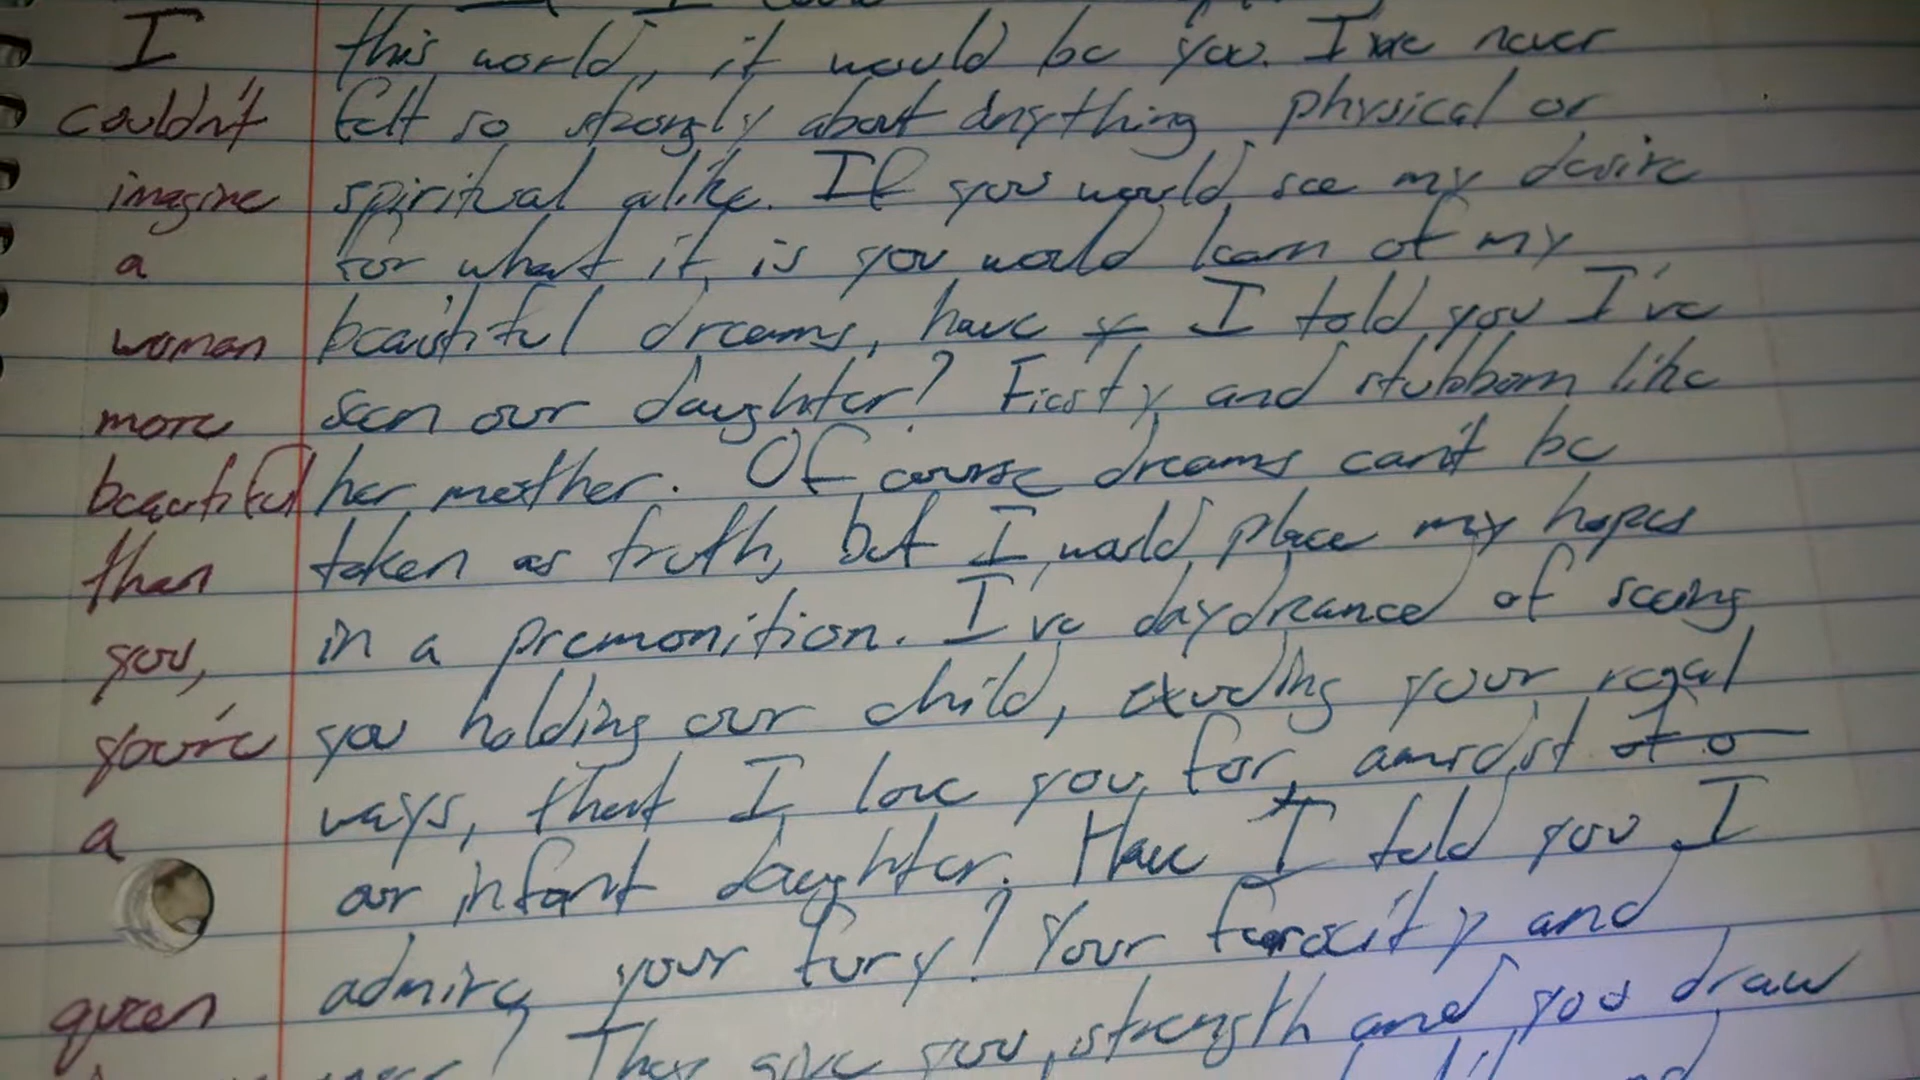 I this world, it would be you. I've never
couldn't felt so strongly about anything physical or
imagine spiritual alike. If you would see my desire
a for what it is you would learn of my
woman beautiful dreams, have I told you I've
more seen our daughter? Fiesty and stubborn like
beautiful her mother. Of course dreams can't be
than taken as truth, but I would place my hopes
you, in a premonition. I've daydreamed of seeing
you're you holding our child, exuding your regal
a ways, that I love you for, amidst
our infant daughter. Have I told you I
admire your fury? Your ferocity and
queen They give you strength and you draw